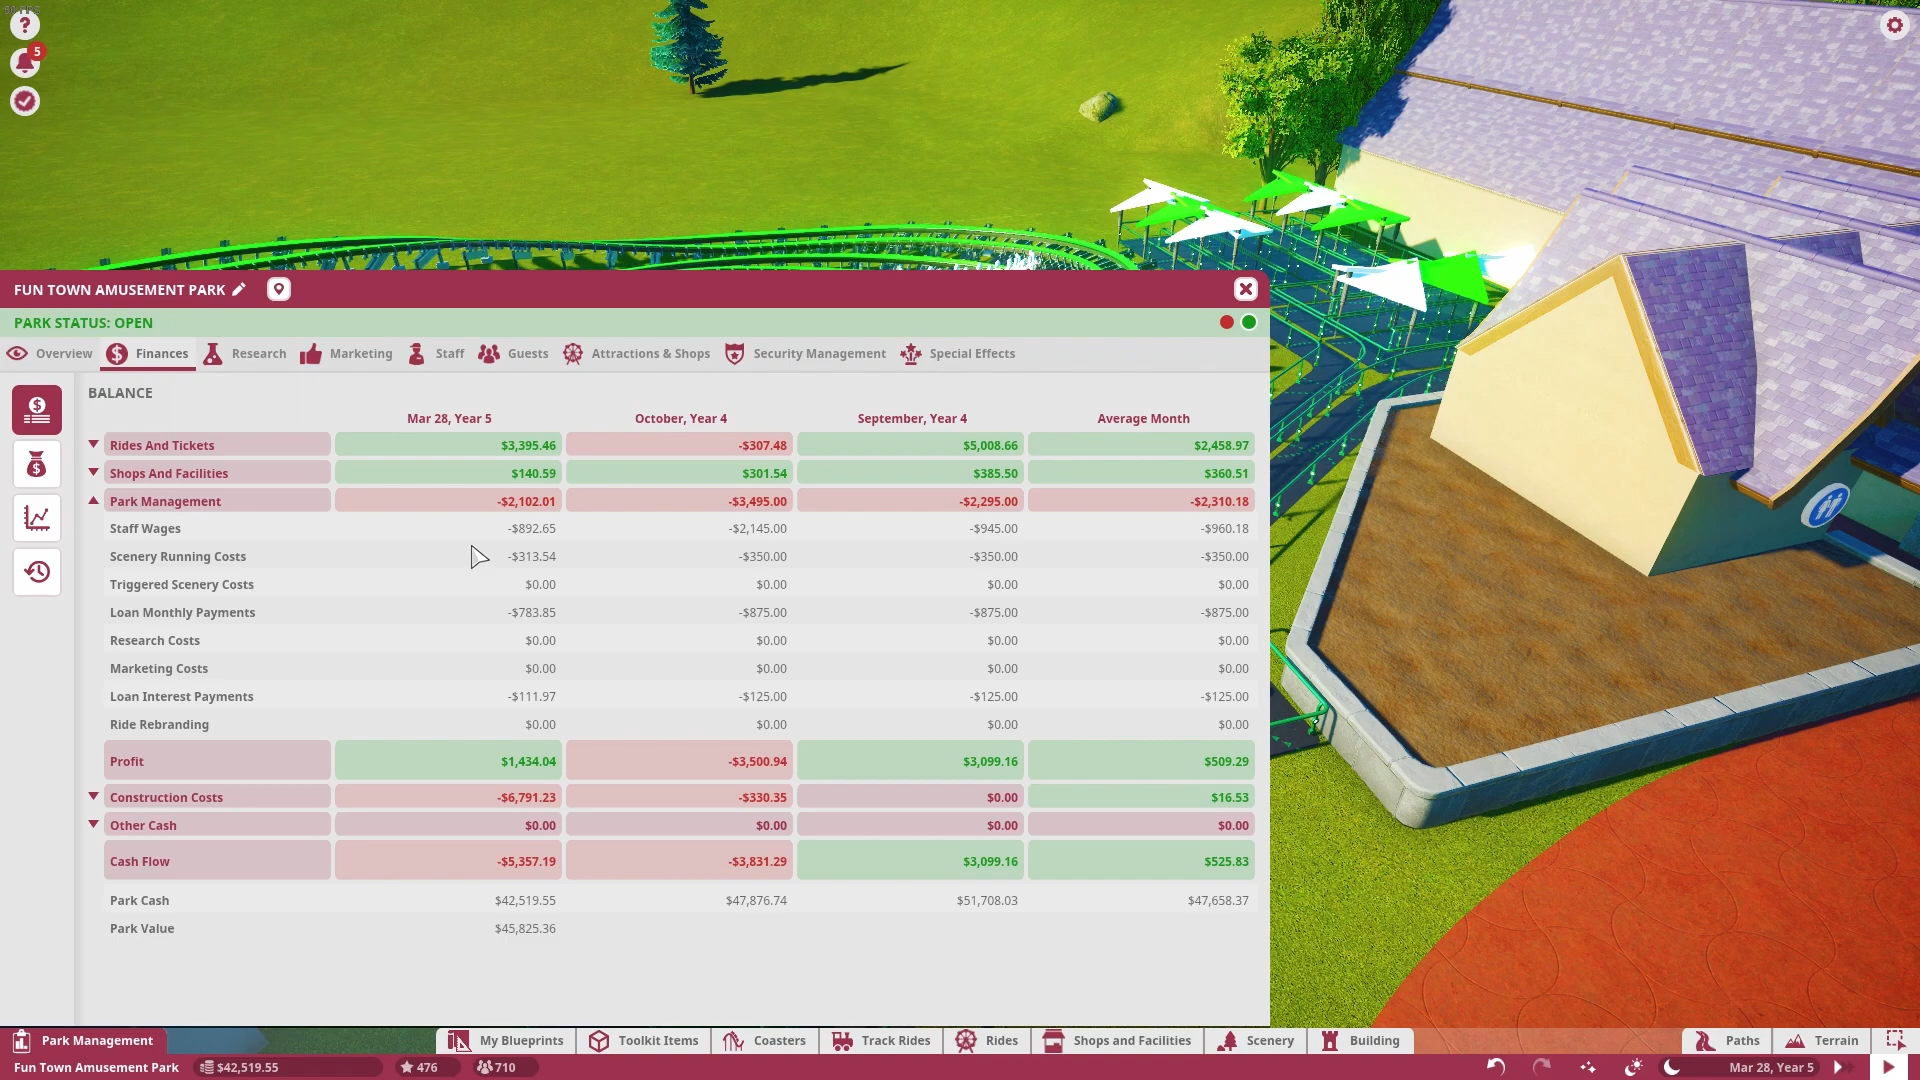 5
FUN TOWN AMUSEMENT PARK
PARK STATUS: OPEN
Overview Finances Research Marketing Staff Guests Attractions & Shops Security Management Special Effects
BALANCE
Mar 28, Year 5 October, Year 4 September, Year 4 Average Month
Rides And Tickets $3,395.46 -$307.48 $5,008.66 $2,458.97
Shops And Facilities $140.59 $301.54 $385.50 $360.51
Park Management -$2,102.01 -$3,495.00 -$2,295.00 -$2,310.18
Staff Wages -$892.65 -$2,145.00 -$945.00 -$960.18
Scenery Running Costs -$313.54 -$350.00 -$350.00 -$350.00
Triggered Scenery Costs $0.00 $0.00 $0.00 $0.00
Loan Monthly Payments -$783.85 -$875.00 -$875.00 -$875.00
Research Costs $0.00 $0.00 $0.00 $0.00
Marketing Costs $0.00 $0.00 $0.00 $0.00
Loan Interest Payments -$111.97 -$125.00 -$125.00 -$125.00
Ride Rebranding $0.00 $0.00 $0.00 $0.00
Profit $1,434.04 -$3,500.94 $3,099.16 $509.29
Construction Costs -$6,791.23 -$330.35 $0.00 $16.53
Other Cash $0.00 $0.00 $0.00 $0.00
Cash Flow -$5,357.19 -$3,831.29 $3,099.16 $525.83
Park Cash $42,519.55 $47,876.74 $51,708.03 $47,658.37
Park Value $45,825.36
Park Management My Blueprints Toolkit Items Coasters Track Rides Rides Shops and Facilities Scenery Building Paths Terrain
Fun Town Amusement Park $42,519.55 476 710 Mar 28, Year 5